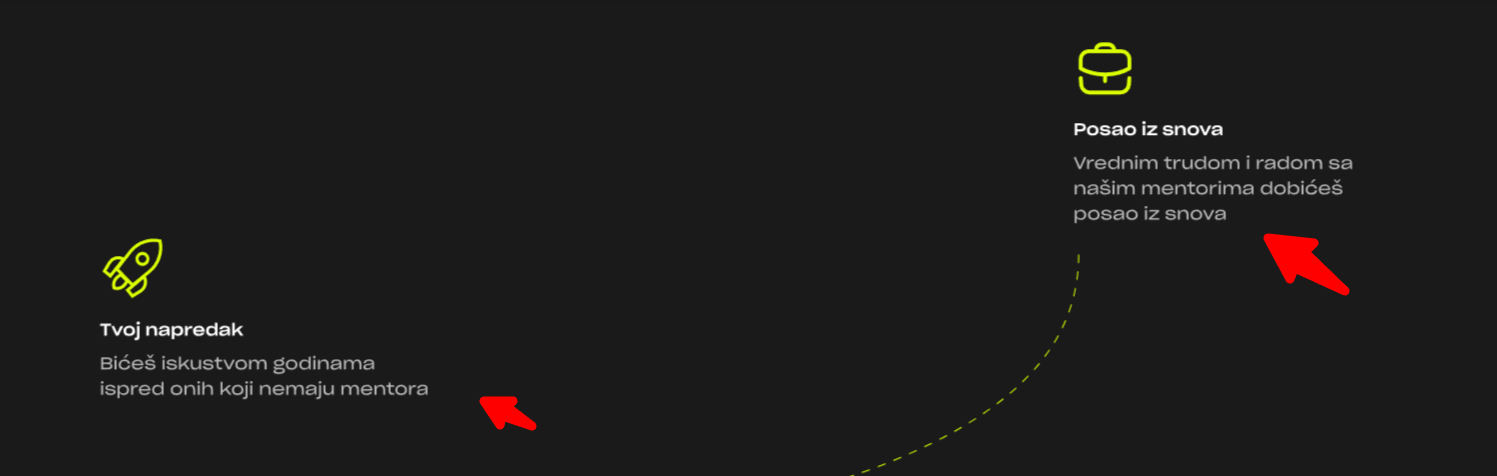 Posao iz snova
Vrednim trudom i radom sa
našim mentorima dobićeš
posao iz snova
Tvoj napredak
Bićeš iskustvom godinama
ispred onih koji nemaju mentora